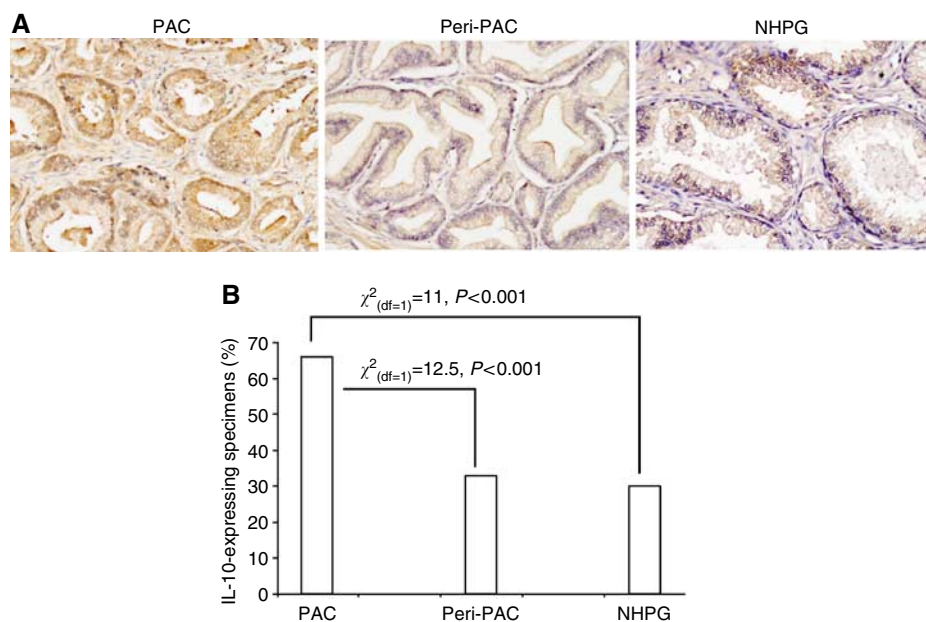 A
PAC
Peri-PAC
NHPG
B
χ²(df=1)=11, P<0.001
χ²(df=1)=12.5, P<0.001
IL-10-expressing specimens (%)
70
60
50
40
30
20
10
0
PAC
Peri-PAC
NHPG